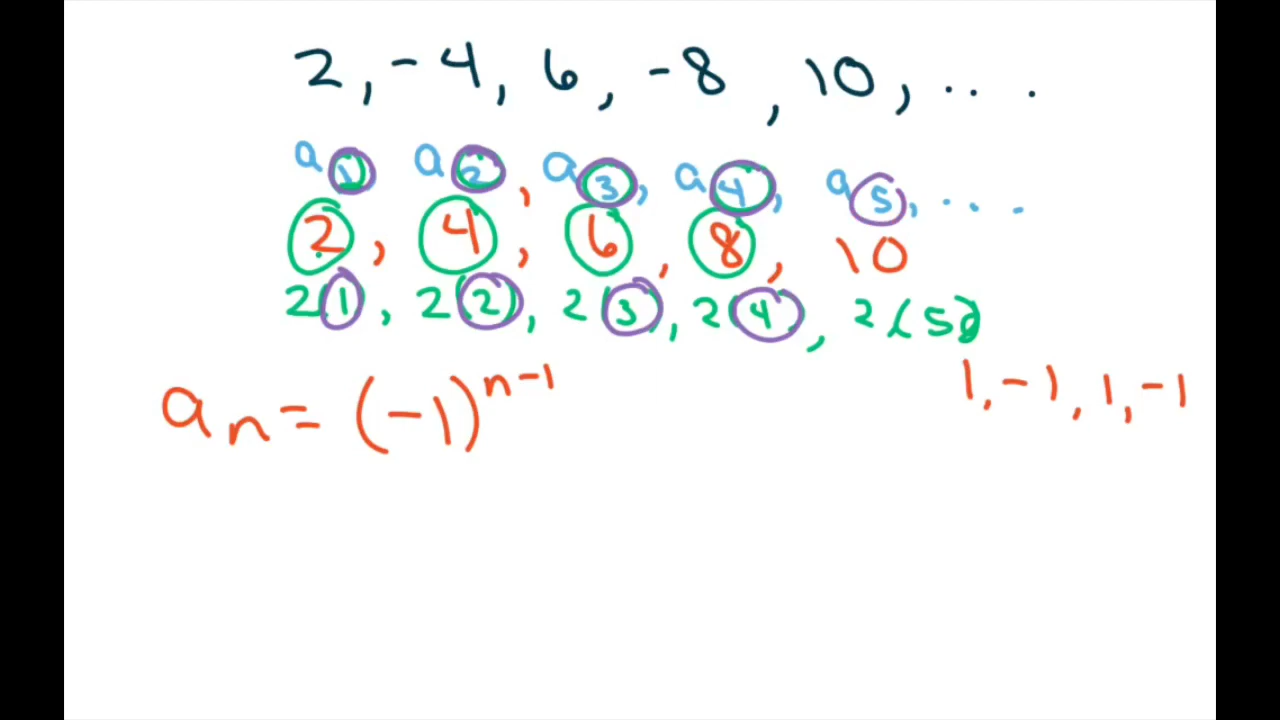 2, -4, 6, -8, 10, ...
a₁ a₂, a₃, a₄, a₅, ...
2, 4, 6, 8, 10
2(1), 2(2), 2(3), 2(4), 2(5)
1, -1, 1, -1
aₙ = (-1)ⁿ⁻¹